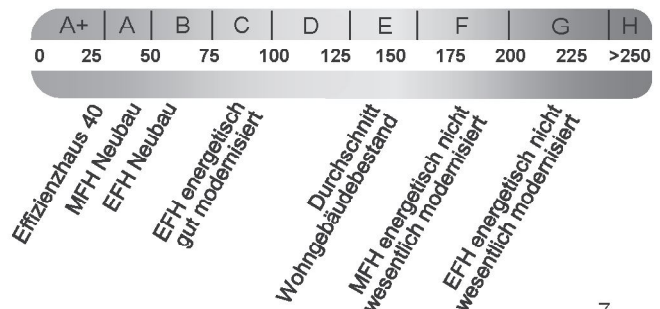 A+ A B C D E F G H
0 25 50 75 100 125 150 175 200 225 >250
Effizienzhaus 40
MFH Neubau
EFH Neubau
EFH energetisch
gut modernisiert
Durchschnitt
Wohngebäudebestand
MFH energetisch nicht
wesentlich modernisiert
EFH energetisch nicht
wesentlich modernisiert